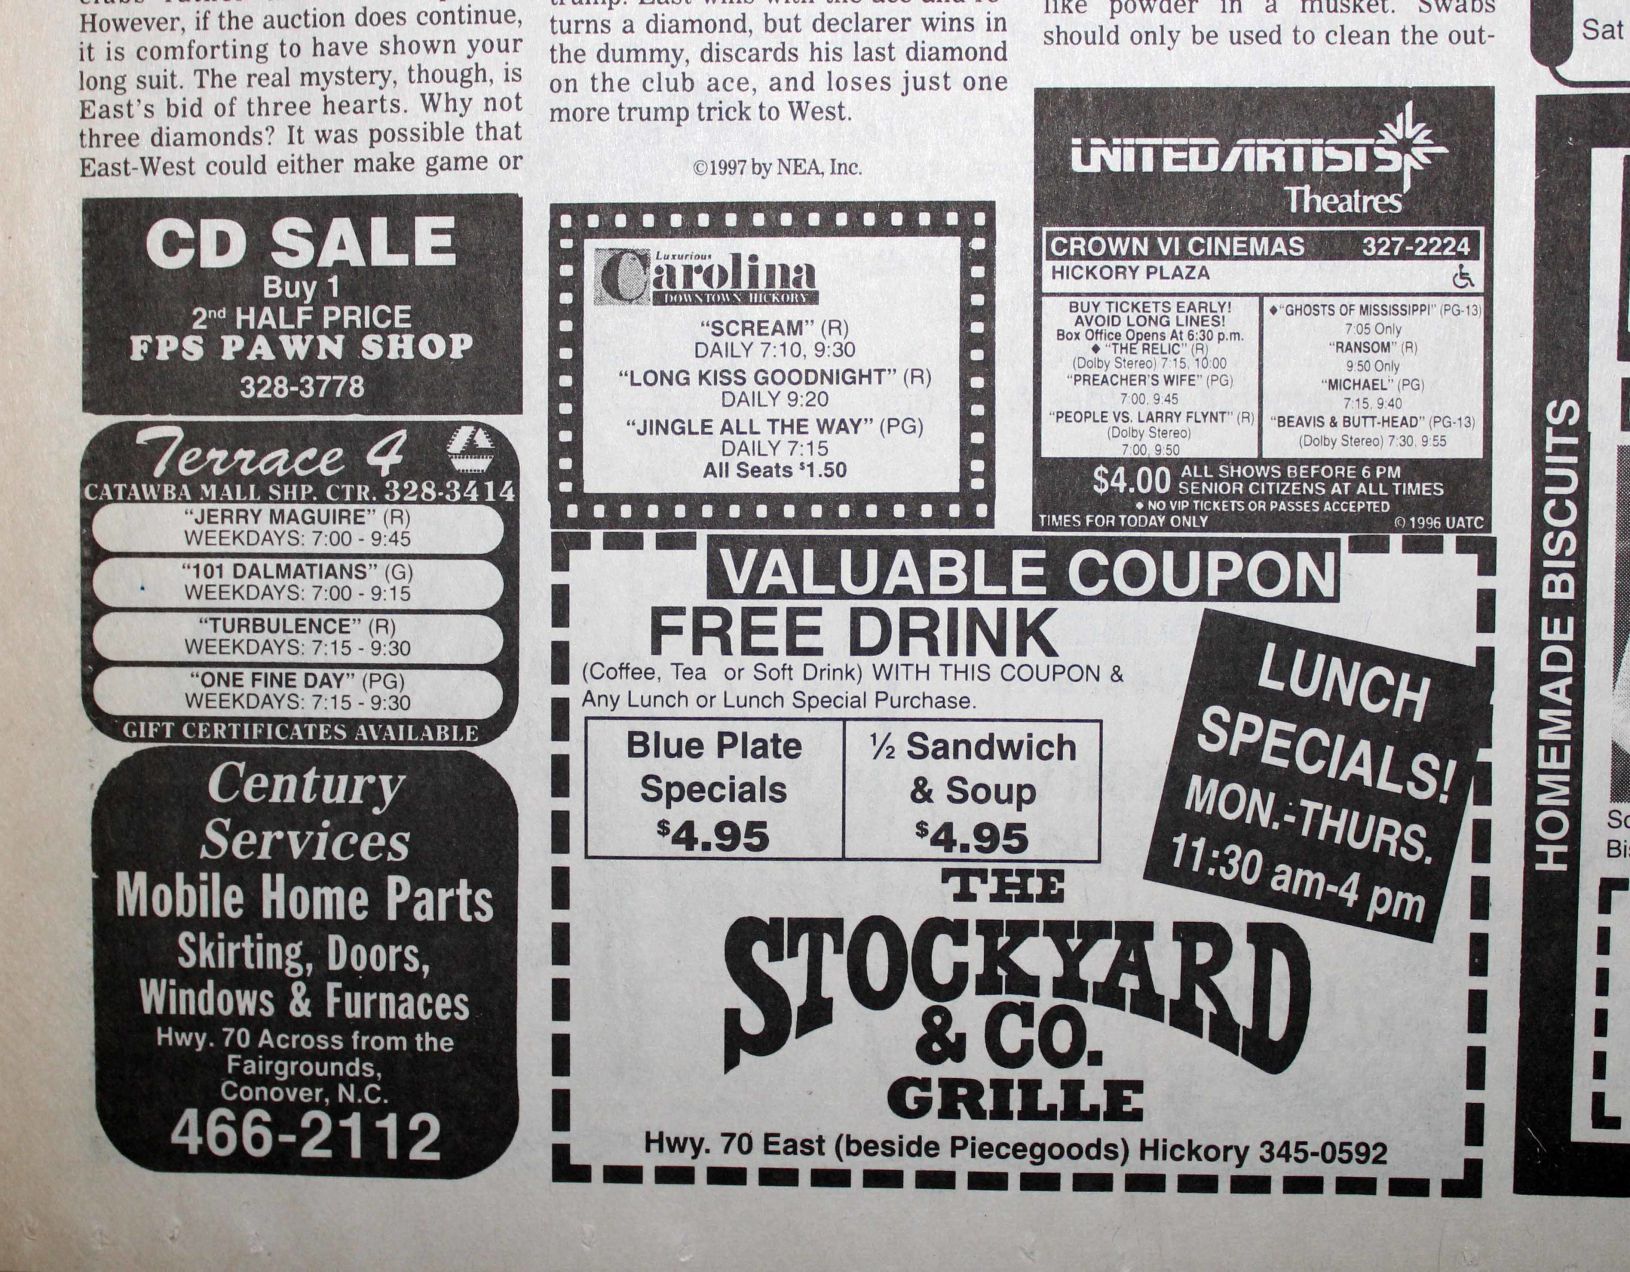 However, if the auction does continue,
it is comforting to have shown your
long suit. The real mystery, though, is
East's bid of three hearts. Why not
three diamonds? It was possible that
East-West could either make game or
turns a diamond, but declarer wins in
the dummy, discards his last diamond
on the club ace, and loses just one
more trump trick to West.
©1997 by NEA, Inc.
like powder in a musket. Swabs
should only be used to clean the out-
Sat
CD SALE
Buy 1
2nd HALF PRICE
FPS PAWN SHOP
328-3778
Terrace 4
CATAWBA MALL SHP. CTR. 328-3414
"JERRY MAGUIRE" (R)
WEEKDAYS: 7:00 - 9:45
"101 DALMATIANS" (G)
WEEKDAYS: 7:00 - 9:15
"TURBULENCE" (R)
WEEKDAYS: 7:15 - 9:30
"ONE FINE DAY" (PG)
WEEKDAYS: 7:15 - 9:30
GIFT CERTIFICATES AVAILABLE
Century
Services
Mobile Home Parts
Skirting, Doors,
Windows & Furnaces
Hwy. 70 Across from the
Fairgrounds,
Conover, N.C.
466-2112
Luxurious
Carolina
DOWNTOWN HICKORY
"SCREAM" (R)
DAILY 7:10, 9:30
"LONG KISS GOODNIGHT" (R)
DAILY 9:20
"JINGLE ALL THE WAY" (PG)
DAILY 7:15
All Seats $1.50
UNITED ARTISTS
Theatres
CROWN VI CINEMAS 327-2224
HICKORY PLAZA
BUY TICKETS EARLY!
AVOID LONG LINES!
Box Office Opens At 6:30 p.m.
♦ "THE RELIC" (R)
(Dolby Stereo) 7:15, 10:00
"PREACHER'S WIFE" (PG)
7:00, 9:45
"PEOPLE VS. LARRY FLYNT" (R)
(Dolby Stereo)
7:00, 9:50
♦"GHOSTS OF MISSISSIPPI" (PG-13)
7:05 Only
"RANSOM" (R)
9:50 Only
"MICHAEL" (PG)
7:15, 9:40
"BEAVIS & BUTT-HEAD" (PG-13)
(Dolby Stereo) 7:30, 9:55
$4.00 ALL SHOWS BEFORE 6 PM
SENIOR CITIZENS AT ALL TIMES
♦ NO VIP TICKETS OR PASSES ACCEPTED
TIMES FOR TODAY ONLY © 1996 UATC
VALUABLE COUPON
FREE DRINK
(Coffee, Tea or Soft Drink) WITH THIS COUPON &
Any Lunch or Lunch Special Purchase.
Blue Plate
Specials
$4.95
½ Sandwich
& Soup
$4.95
LUNCH
SPECIALS!
MON.-THURS.
11:30 am-4 pm
THE
STOCKYARD
& CO.
GRILLE
Hwy. 70 East (beside Piecegoods) Hickory 345-0592
HOMEMADE BISCUITS